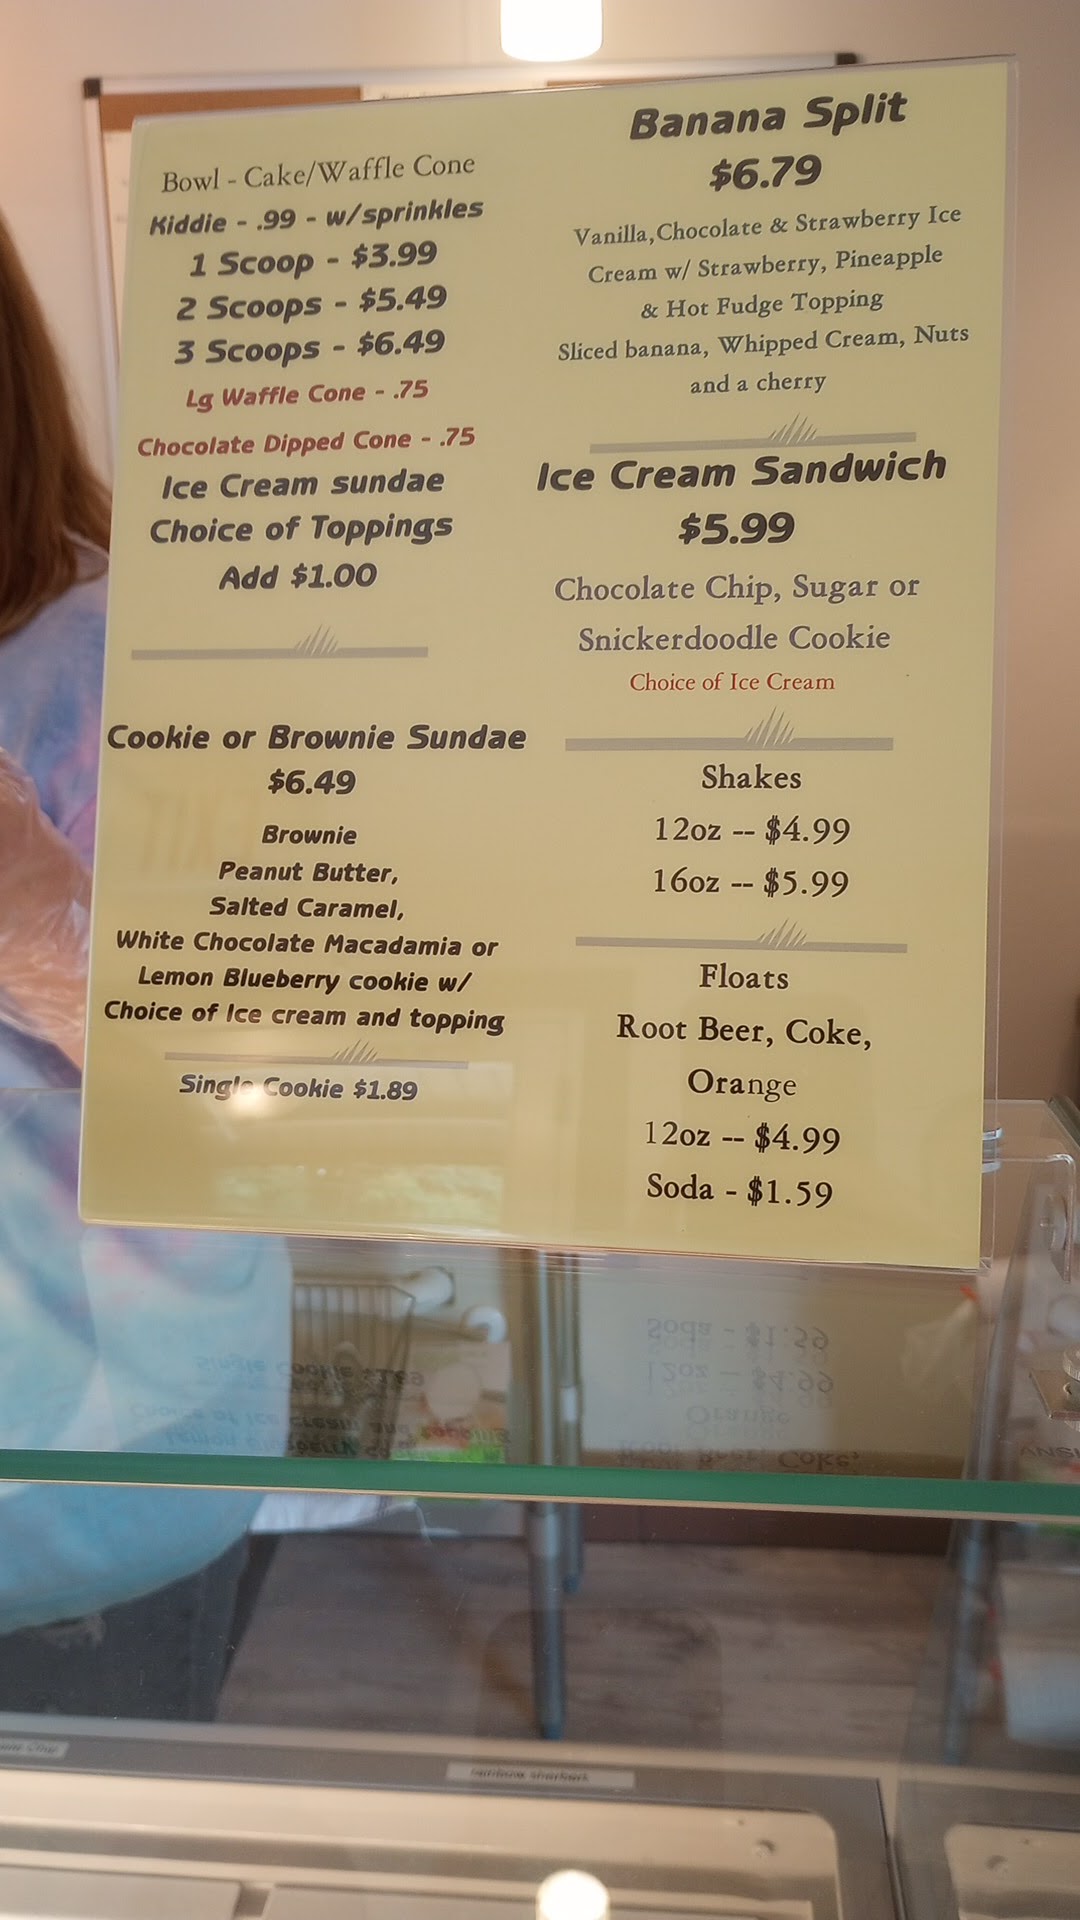 Bowl - Cake/Waffle Cone
Kiddie - .99 - w/sprinkles
1 Scoop - $3.99
2 Scoops - $5.49
3 Scoops - $6.49
Lg Waffle Cone - .75
Chocolate Dipped Cone - .75
Ice Cream sundae
Choice of Toppings
Add $1.00
Cookie or Brownie Sundae
$6.49
Brownie
Peanut Butter,
Salted Caramel,
White Chocolate Macadamia or
Lemon Blueberry cookie w/
Choice of Ice cream and topping
Single Cookie $1.89
Banana Split
$6.79
Vanilla,Chocolate & Strawberry Ice
Cream w/ Strawberry, Pineapple
& Hot Fudge Topping
Sliced banana, Whipped Cream, Nuts
and a cherry
Ice Cream Sandwich
$5.99
Chocolate Chip, Sugar or
Snickerdoodle Cookie
Choice of Ice Cream
Shakes
12oz -- $4.99
16oz -- $5.99
Floats
Root Beer, Coke,
Orange
12oz -- $4.99
Soda - $1.59
rainbow sherbert